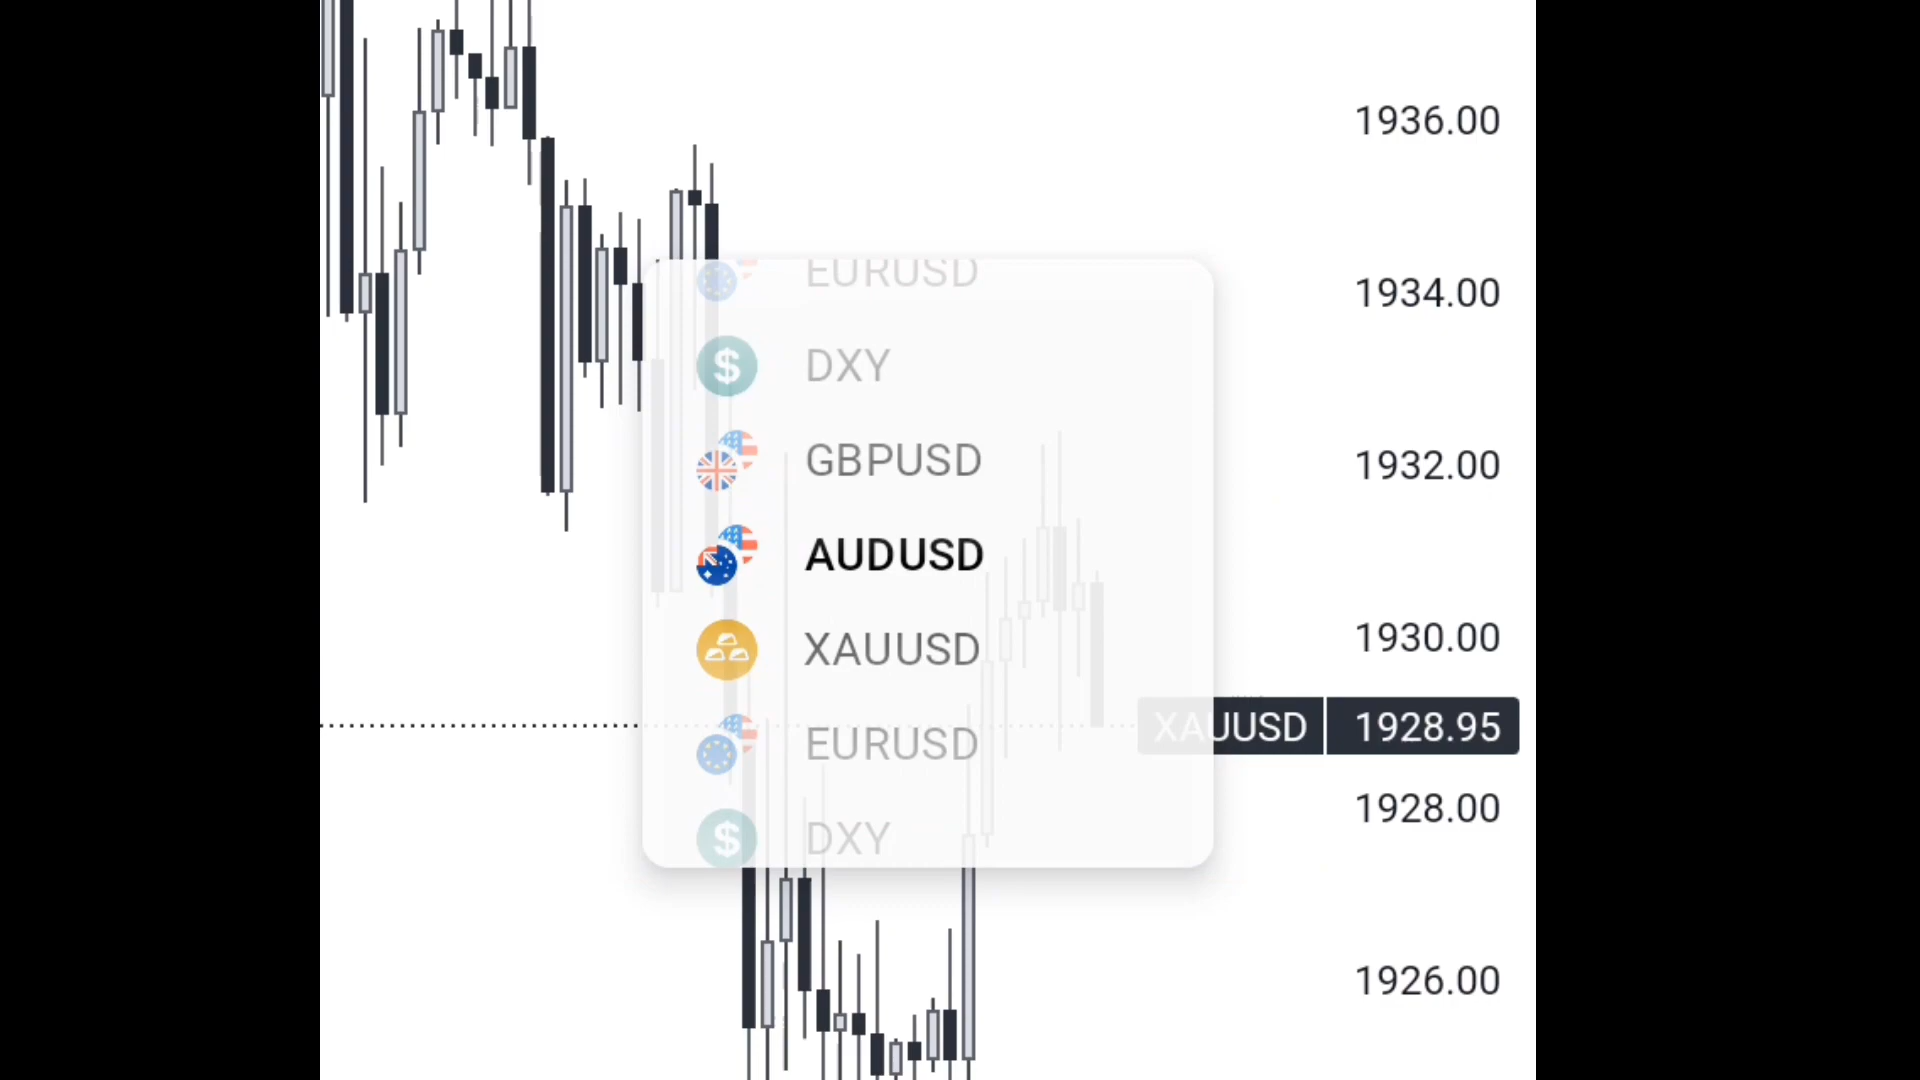 EURUSD
DXY
GBPUSD
AUDUSD
XAUUSD
EURUSD
DXY
1936.00
1934.00
1932.00
1930.00
XAUUSD 1928.95
1928.00
1926.00